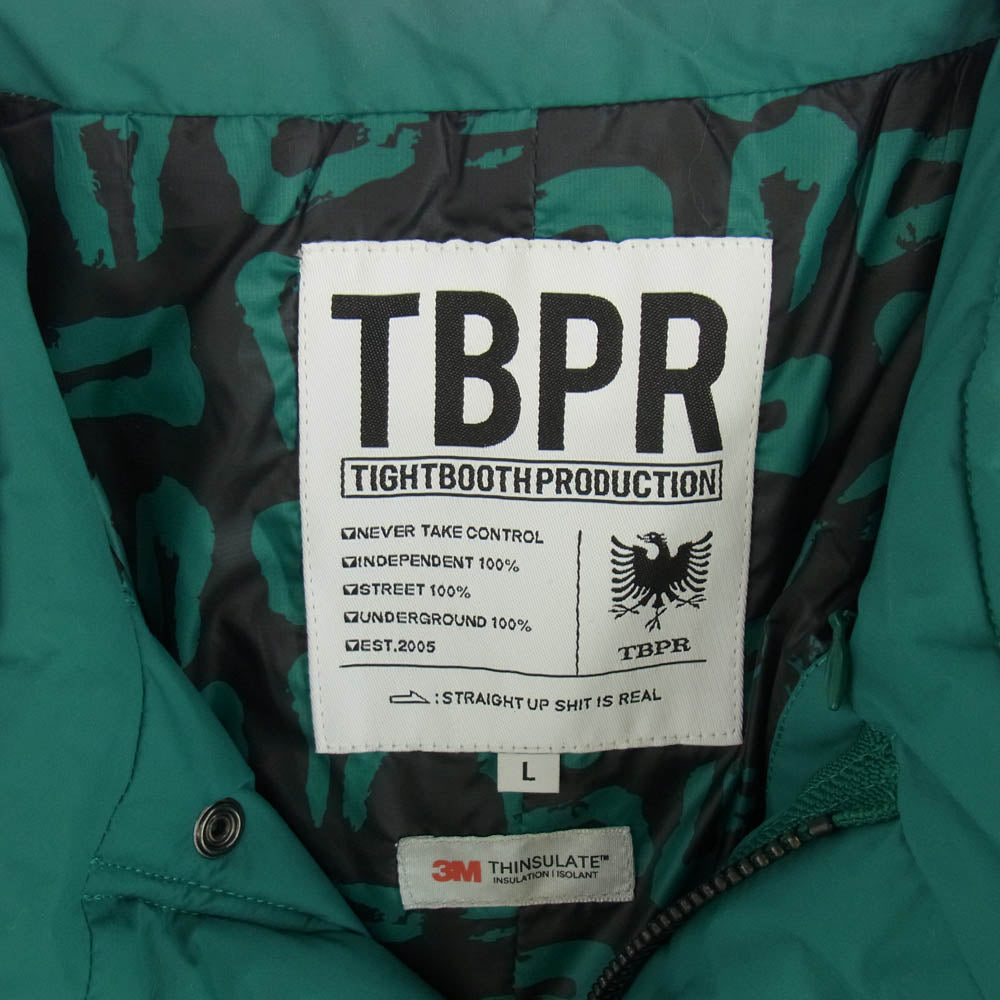 TBPR
TIGHTBOOTHPRODUCTION
NEVER TAKE CONTROL
INDEPENDENT 100%
STREET 100%
UNDERGROUND 100%
EST.2005
TBPR
:STRAIGHT UP SHIT IS REAL
L
3M THINSULATE™
INSULATION | ISOLANT